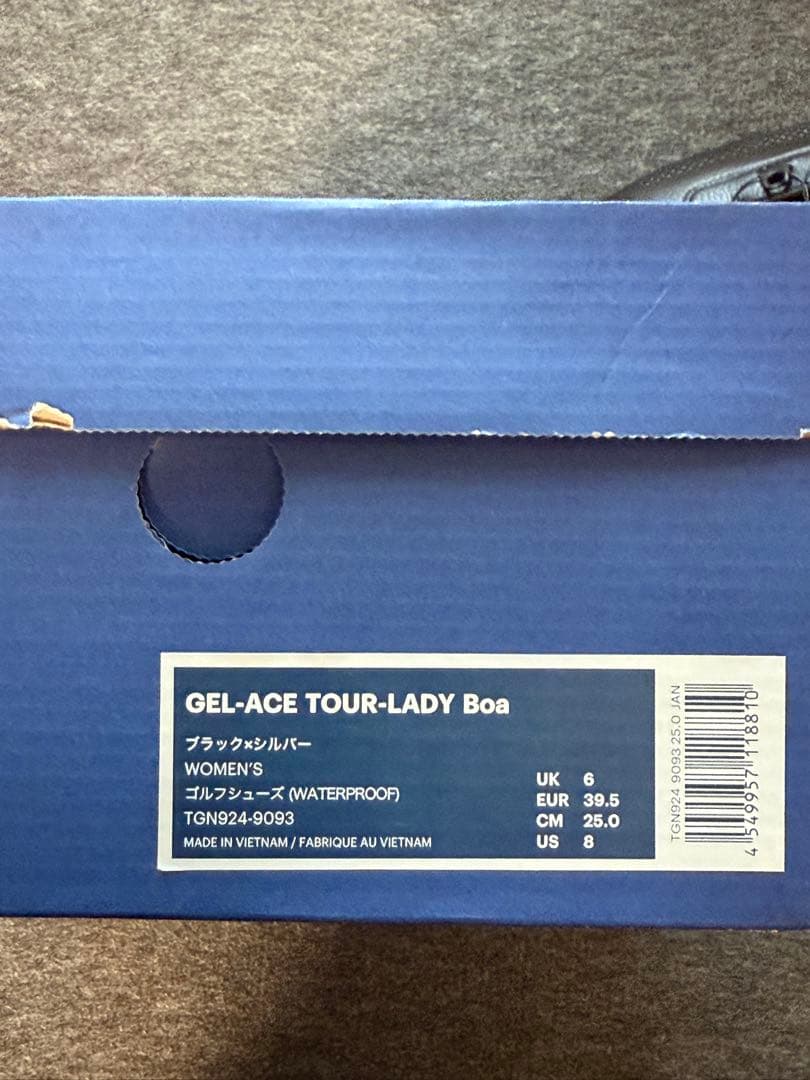 GEL-ACE TOUR-LADY Boa
ブラック×シルバー
WOMEN'S
ゴルフシューズ (WATERPROOF)
TGN924-9093
MADE IN VIETNAM / FABRIQUE AU VIETNAM
UK 6
EUR 39.5
CM 25.0
US 8
TGN924 9093 25.0 JAN
4 549957 118810